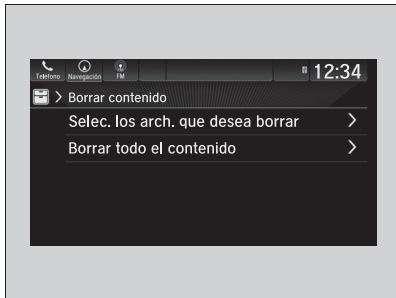 Teléfono Navegación FM 12:34
Borrar contenido
Selec. los arch. que desea borrar
Borrar todo el contenido